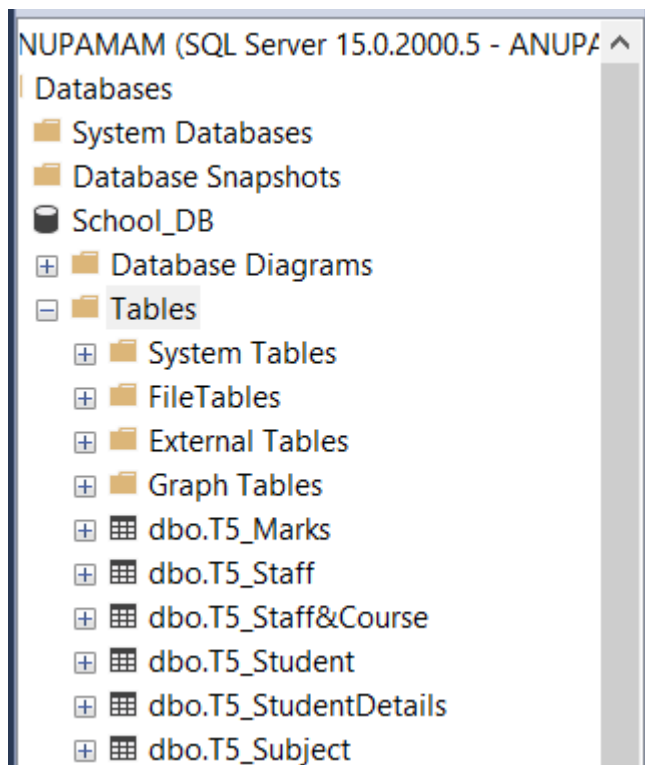 NUPAMAM (SQL Server 15.0.2000.5 - ANUPA
Databases
System Databases
Database Snapshots
School_DB
Database Diagrams
Tables
System Tables
FileTables
External Tables
Graph Tables
dbo.T5_Marks
dbo.T5_Staff
dbo.T5_Staff&Course
dbo.T5_Student
dbo.T5_StudentDetails
dbo.T5_Subject